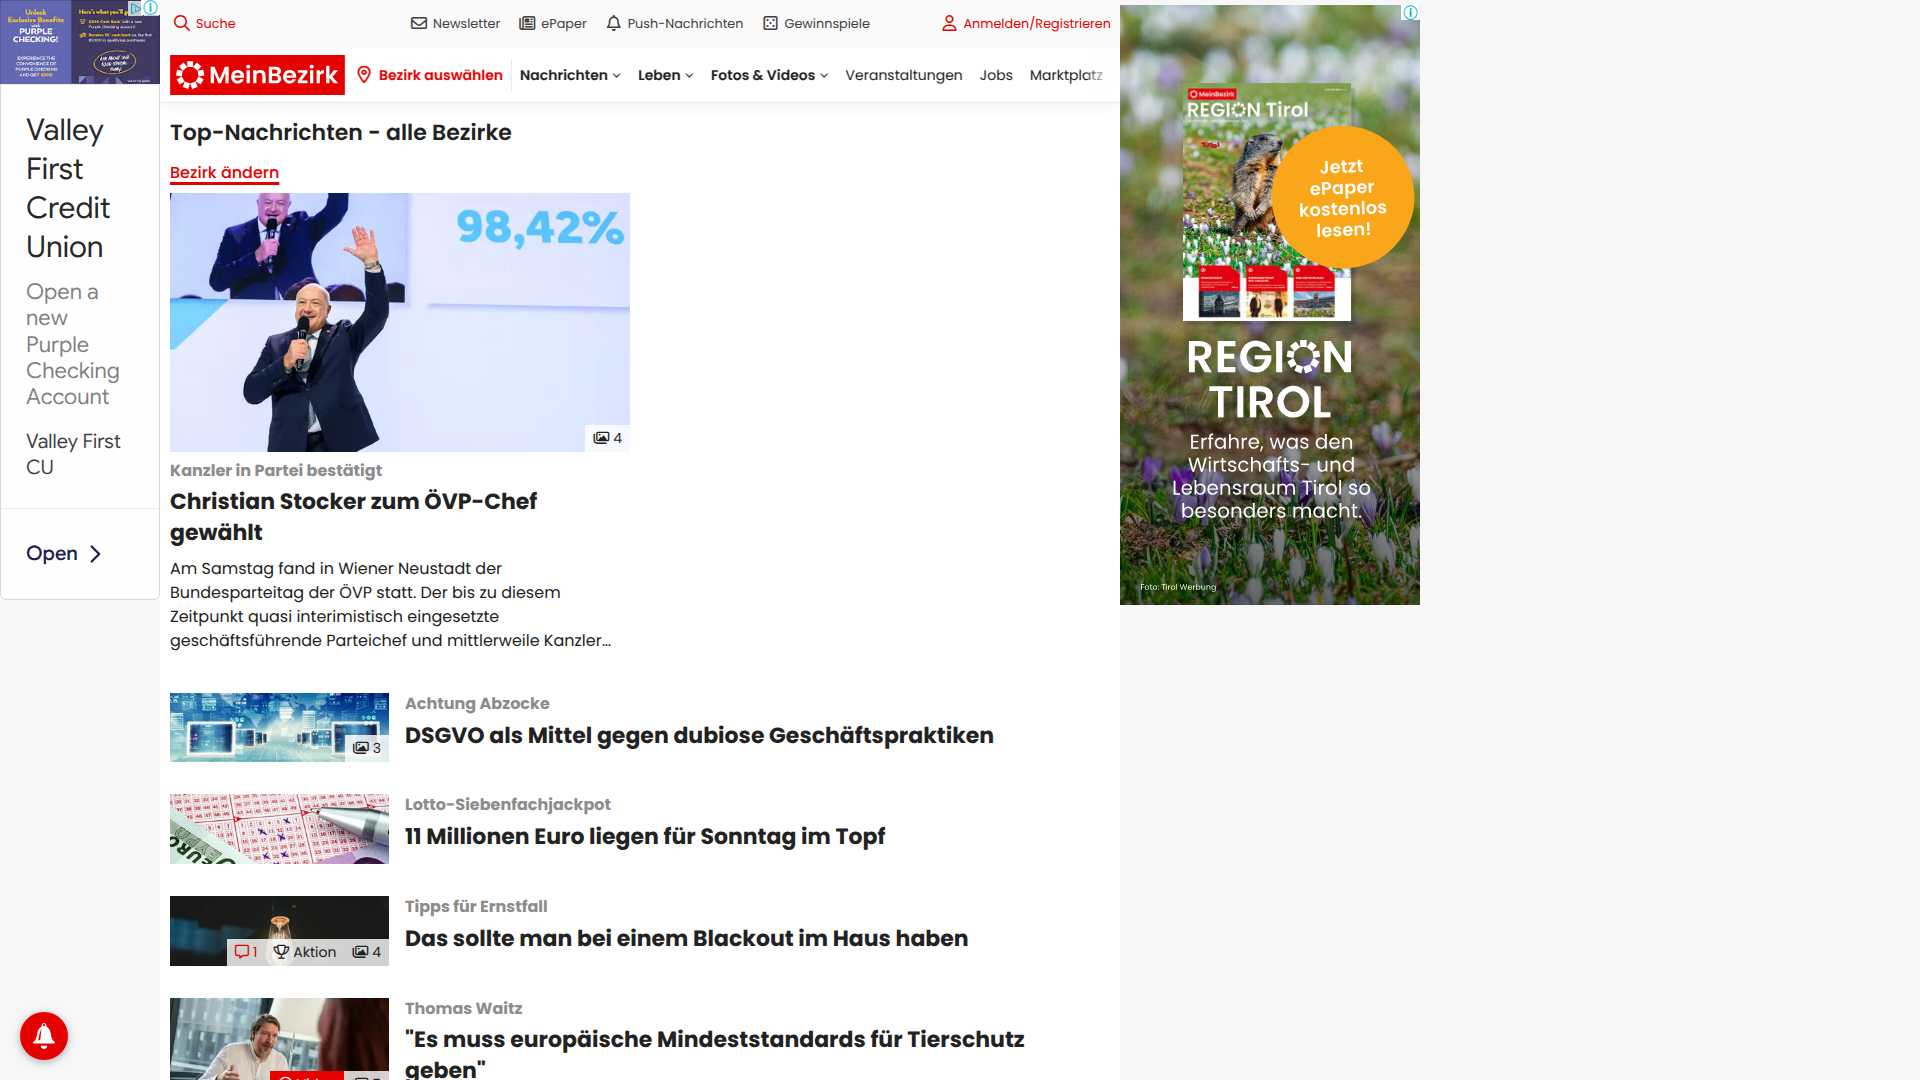 Unlock
Exclusive Benefits
with
PURPLE
CHECKING!
EXPERIENCE THE
CONVENIENCE OF
PURPLE CHECKING
Valley
First
Credit
Union
Open a
new
Purple
Checking
Account
Valley First
CU
Open
Suche
Newsletter
ePaper
Push-Nachrichten
Gewinnspiele
Anmelden/Registrieren
MeinBezirk
Bezirk auswählen
Nachrichten
Leben
Fotos & Videos
Veranstaltungen
Jobs
Marktplatz
Top-Nachrichten - alle Bezirke
Bezirk ändern
98,42%
4
Kanzler in Partei bestätigt
Christian Stocker zum ÖVP-Chef
gewählt
Am Samstag fand in Wiener Neustadt der
Bundesparteitag der ÖVP statt. Der bis zu diesem
Zeitpunkt quasi interimistisch eingesetzte
geschäftsführende Parteichef und mittlerweile Kanzler...
3
Achtung Abzocke
DSGVO als Mittel gegen dubiose Geschäftspraktiken
EURO
Lotto-Siebenfachjackpot
11 Millionen Euro liegen für Sonntag im Topf
1
Aktion
4
Tipps für Ernstfall
Das sollte man bei einem Blackout im Haus haben
Thomas Waitz
"Es muss europäische Mindeststandards für Tierschutz
geben"
MeinBezirk
REGION Tirol
Jetzt
ePaper
kostenlos
lesen!
REGION
TIROL
Erfahre, was den
Wirtschafts- und
Lebensraum Tirol so
besonders macht.
Foto: Tirol Werbung